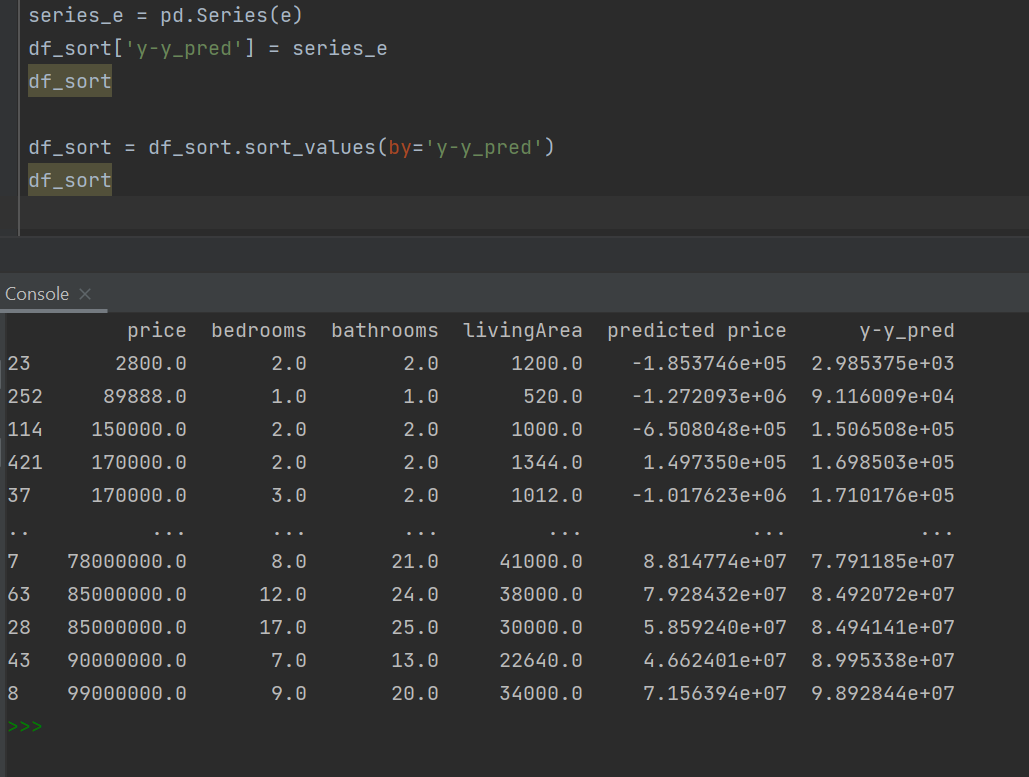 series_e = pd.Series(e)
df_sort['y-y_pred'] = series_e
df_sort
df_sort = df_sort.sort_values(by='y-y_pred')
df_sort
Console
price bedrooms bathrooms livingArea predicted price y-y_pred
23 2800.0 2.0 2.0 1200.0 -1.853746e+05 2.985375e+03
252 89888.0 1.0 1.0 520.0 -1.272093e+06 9.116009e+04
114 150000.0 2.0 2.0 1000.0 -6.508048e+05 1.506508e+05
421 170000.0 2.0 2.0 1344.0 1.497350e+05 1.698503e+05
37 170000.0 3.0 2.0 1012.0 -1.017623e+06 1.710176e+05
.. ... ... ... ... ... ...
7 78000000.0 8.0 21.0 41000.0 8.814774e+07 7.791185e+07
63 85000000.0 12.0 24.0 38000.0 7.928432e+07 8.492072e+07
28 85000000.0 17.0 25.0 30000.0 5.859240e+07 8.494141e+07
43 90000000.0 7.0 13.0 22640.0 4.662401e+07 8.995338e+07
8 99000000.0 9.0 20.0 34000.0 7.156394e+07 9.892844e+07
>>>